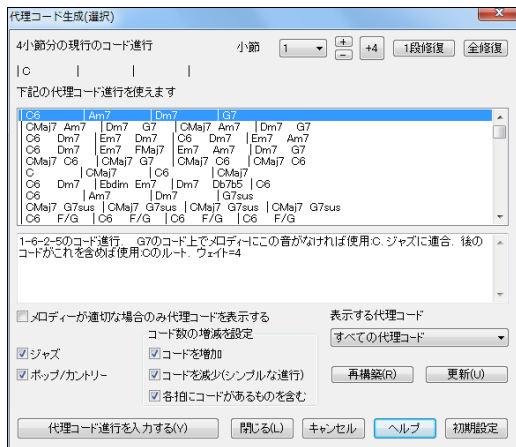 代理コード生成(選択)
4小節分の現行のコード進行 小節 1 + - +4 1段修復 全修復
|C | | |
下記の代理コード進行を使えます
| C6 |Am7 |Dm7 |G7
| CMaj7 Am7 |Dm7 G7 |CMaj7 Am7 |Dm7 G7
| C6 Dm7 |Em7 Dm7 |C6 Dm7 |Em7 Am7
| C6 Dm7 |Em7 FMaj7 |Em7 Am7 |Dm7 G7
| CMaj7 C6 |CMaj7 G7 |CMaj7 C6 |CMaj7 C6
| C |CMaj7 |C6 |CMaj7
| C6 Dm7 |Ebdim Em7 |Dm7 Db7b5 |C6
| C6 |Am7 |Dm7 |G7sus
| CMaj7 G7sus |CMaj7 G7sus |CMaj7 G7sus |CMaj7 G7sus
| C6 F/G |C6 F/G |C6 F/G |C6 F/G
1-6-2-5のコード進行. G7のコード上でメロディーにこの音がなければ使用:C. ジャズに適合. 後の
コードがこれを含めば使用:Cのルート. ウェイト=4
メロディーが適切な場合のみ代理コードを表示する
表示する代理コード
コード数の増減を設定
すべての代理コード
ジャズ
コードを増加
ポップ/カントリー
コードを減少(シンプルな進行)
再構築(R) 更新(U)
各拍にコードがあるものを含む
代理コード進行を入力する(Y) 閉じる(L) キャンセル ヘルプ 初期設定